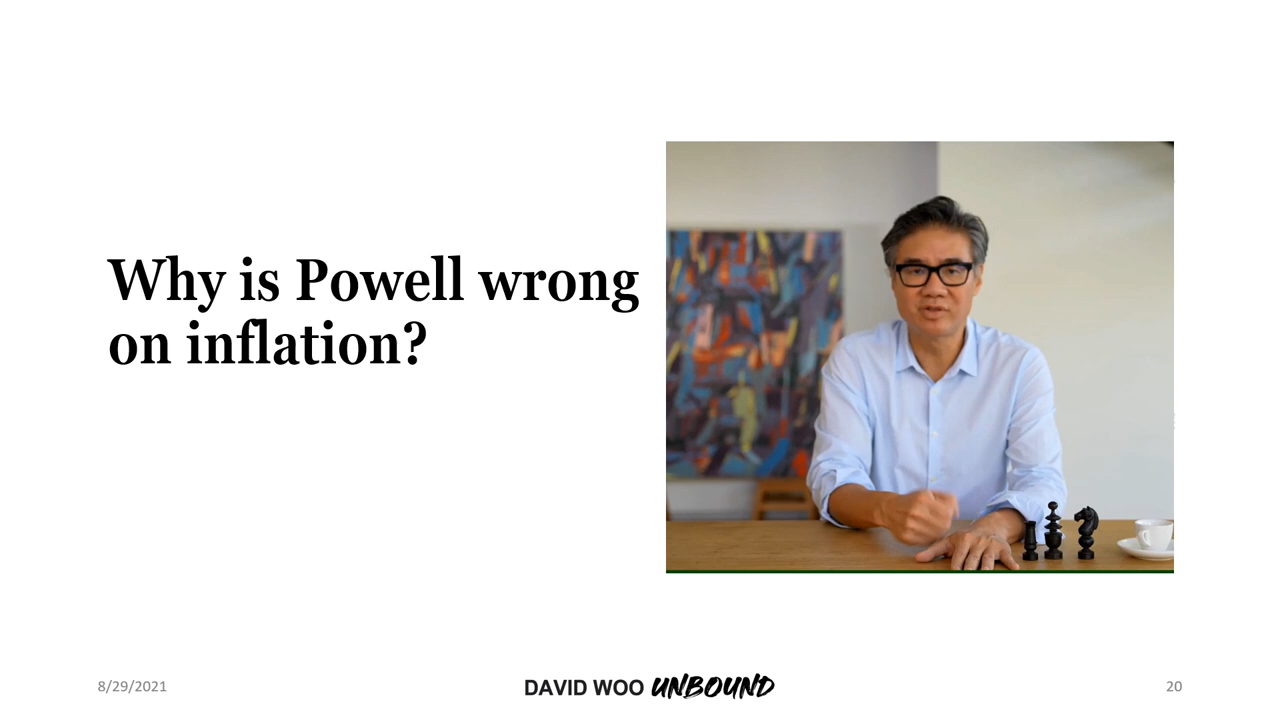 Why is Powell wrong
on inflation?
8/29/2021
DAVID WOO UNBOUND
20